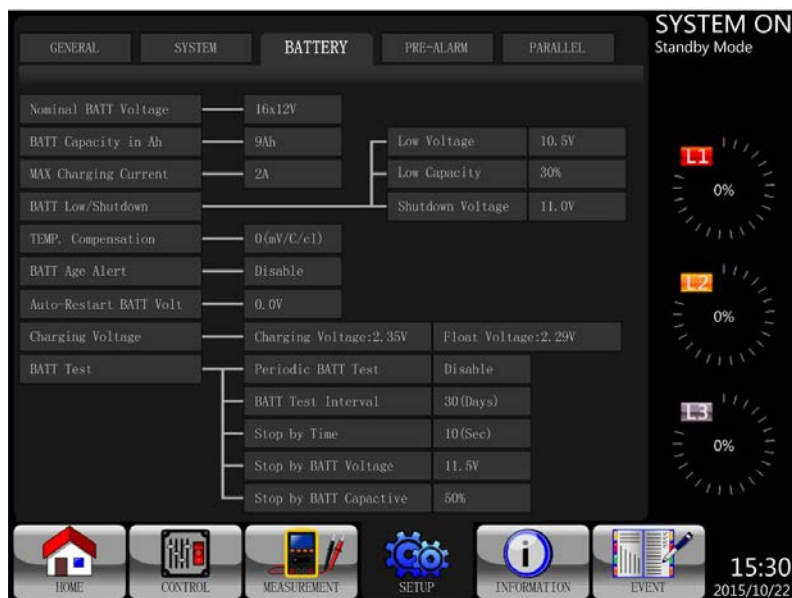 SYSTEM ON
Standby Mode
GENERAL SYSTEM BATTERY PRE-ALARM PARALLEL
Nominal BATT Voltage 16x12V
BATT Capacity in Ah 9Ah Low Voltage 10.5V
MAX Charging Current 2A Low Capacity 30%
BATT Low/Shutdown Shutdown Voltage 11.0V
TEMP. Compensation 0(mV/C/cl)
BATT Age Alert Disable
Auto-Restart BATT Volt 0.0V
Charging Voltage Charging Voltage:2.35V Float Voltage:2.29V
BATT Test Periodic BATT Test Disable
BATT Test Interval 30(Days)
Stop by Time 10(Sec)
Stop by BATT Voltage 11.5V
Stop by BATT Capactive 50%
L1
0%
L2
0%
L3
0%
HOME CONTROL MEASUREMENT SETUP INFORMATION EVENT
15:30
2015/10/22